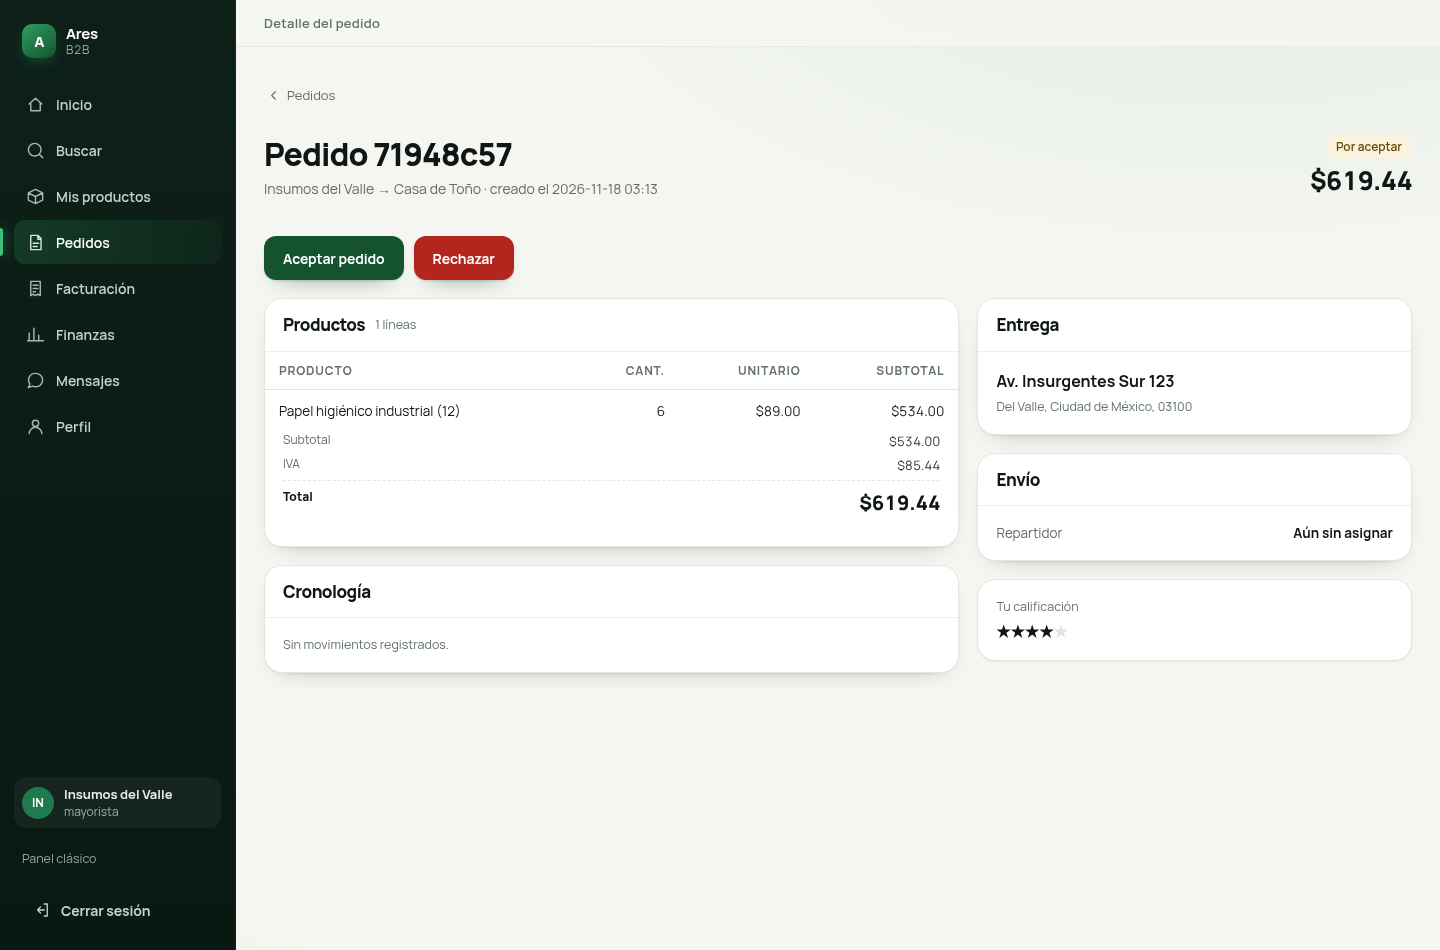 A
Ares
B2B
Inicio
Buscar
Mis productos
Pedidos
Facturación
Finanzas
Mensajes
Perfil
IN
Insumos del Valle
mayorista
Panel clásico
Cerrar sesión
Detalle del pedido
Pedidos
Pedido 71948c57
Insumos del Valle → Casa de Toño · creado el 2026-11-18 03:13
Por aceptar
$619.44
Aceptar pedido
Rechazar
Productos 1 líneas
PRODUCTO CANT. UNITARIO SUBTOTAL
Papel higiénico industrial (12) 6 $89.00 $534.00
Subtotal $534.00
IVA $85.44
Total $619.44
Cronología
Sin movimientos registrados.
Entrega
Av. Insurgentes Sur 123
Del Valle, Ciudad de México, 03100
Envío
Repartidor Aún sin asignar
Tu calificación
★★★★★